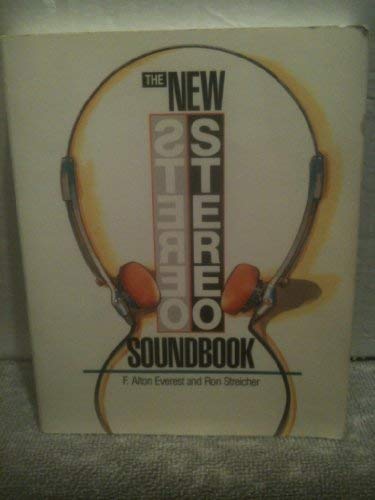 THE NEW
STEREO STEREO
SOUNDBOOK
F. Alton Everest and Ron Streicher